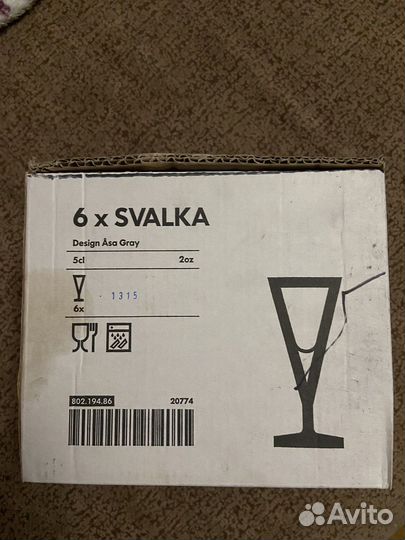 6 x SVALKA
Design Åsa Gray
5cl 2oz
- 1315
6x
802.194.86 20774
Avito